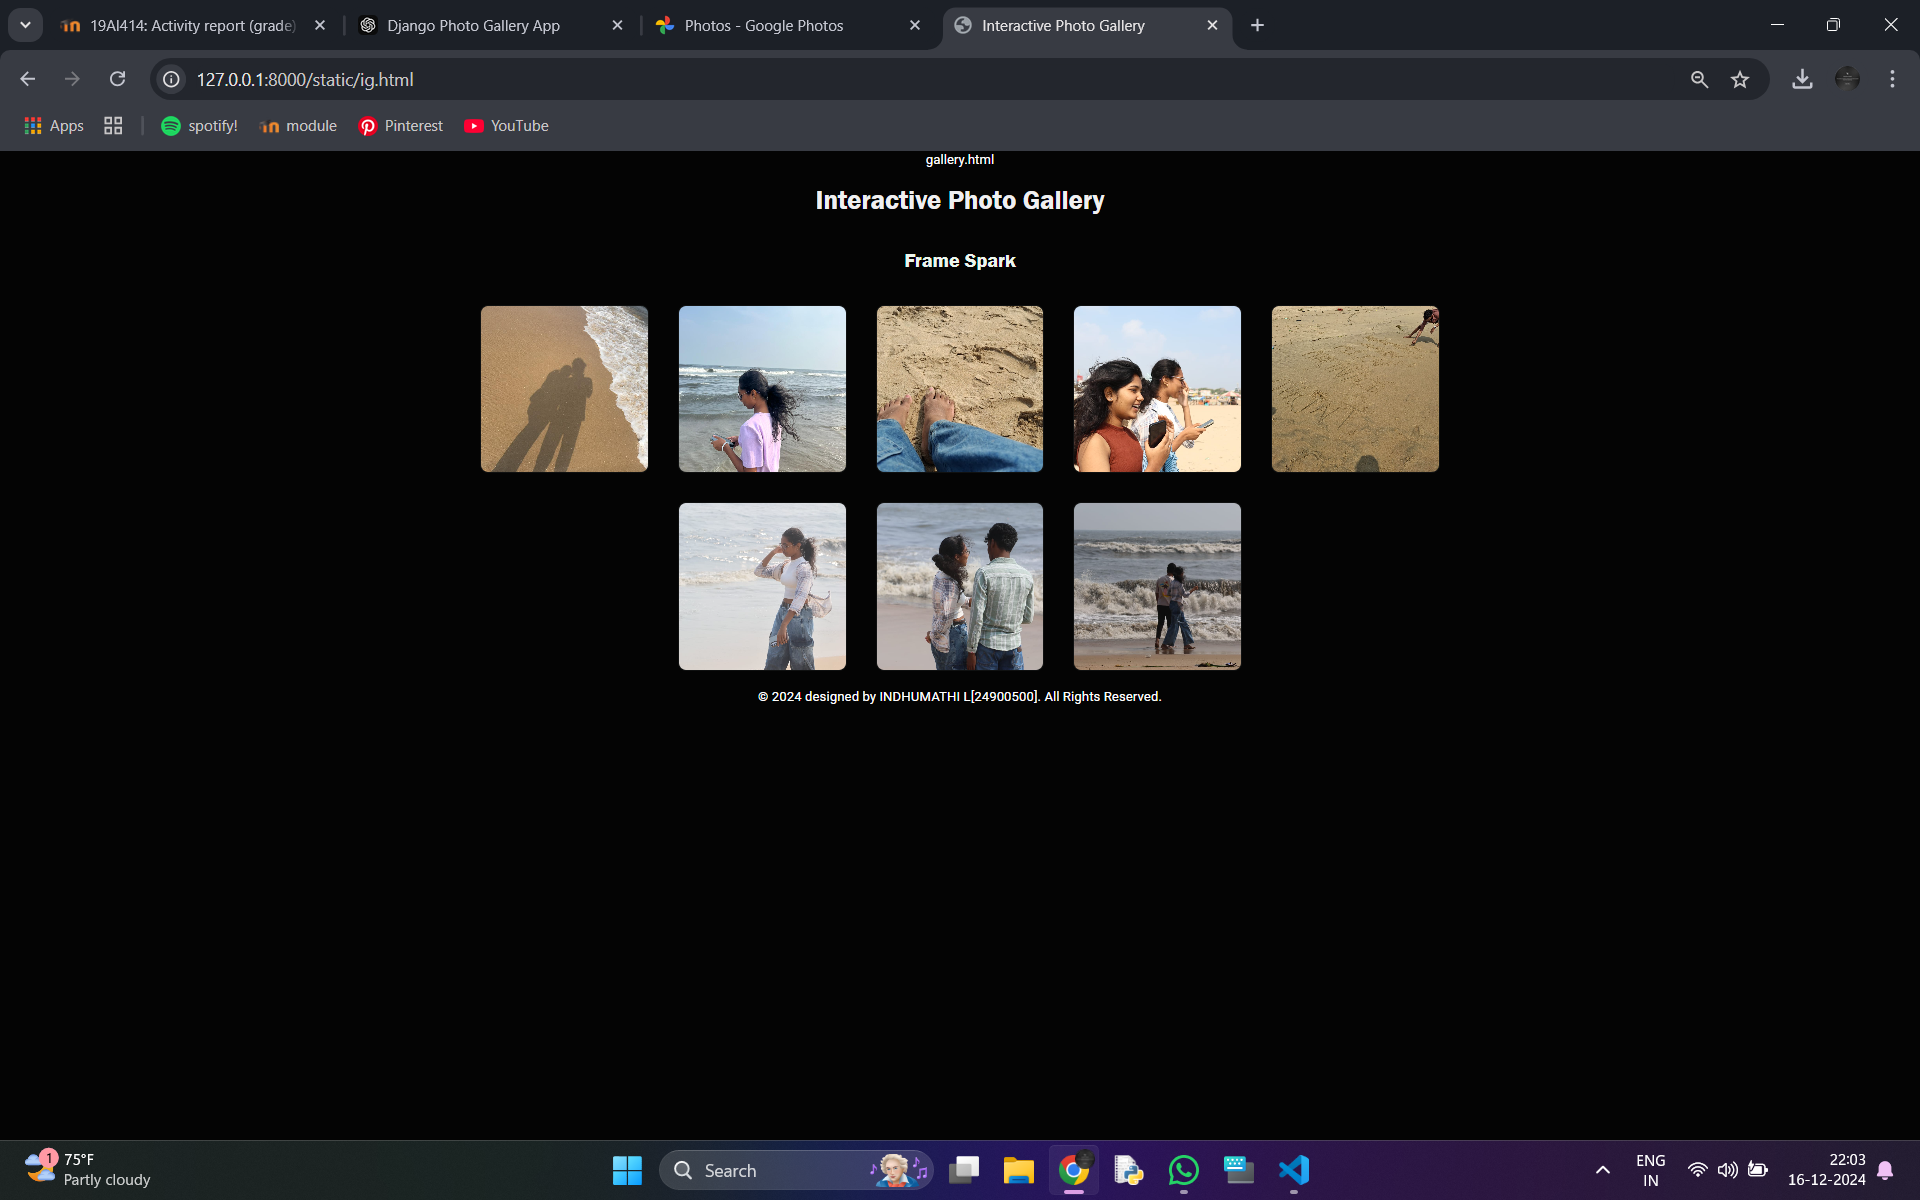 19AI414: Activity report (grade)
Django Photo Gallery App
Photos - Google Photos
Interactive Photo Gallery
127.0.0.1:8000/static/ig.html
Apps
spotify!
module
Pinterest
YouTube
gallery.html
Interactive Photo Gallery
Frame Spark
© 2024 designed by INDHUMATHI L[24900500]. All Rights Reserved.
1
75°F
Partly cloudy
Search
ENG
IN
22:03
16-12-2024